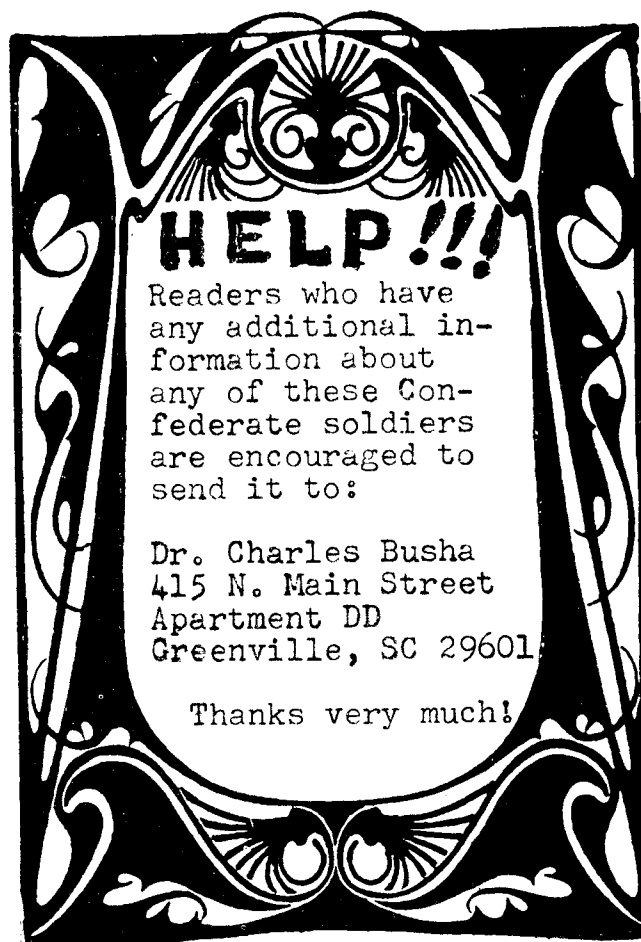 HELP!!!
Readers who have
any additional in-
formation about
any of these Con-
federate soldiers
are encouraged to
send it to:
Dr. Charles Busha
415 N. Main Street
Apartment DD
Greenville, SC 29601
Thanks very much!